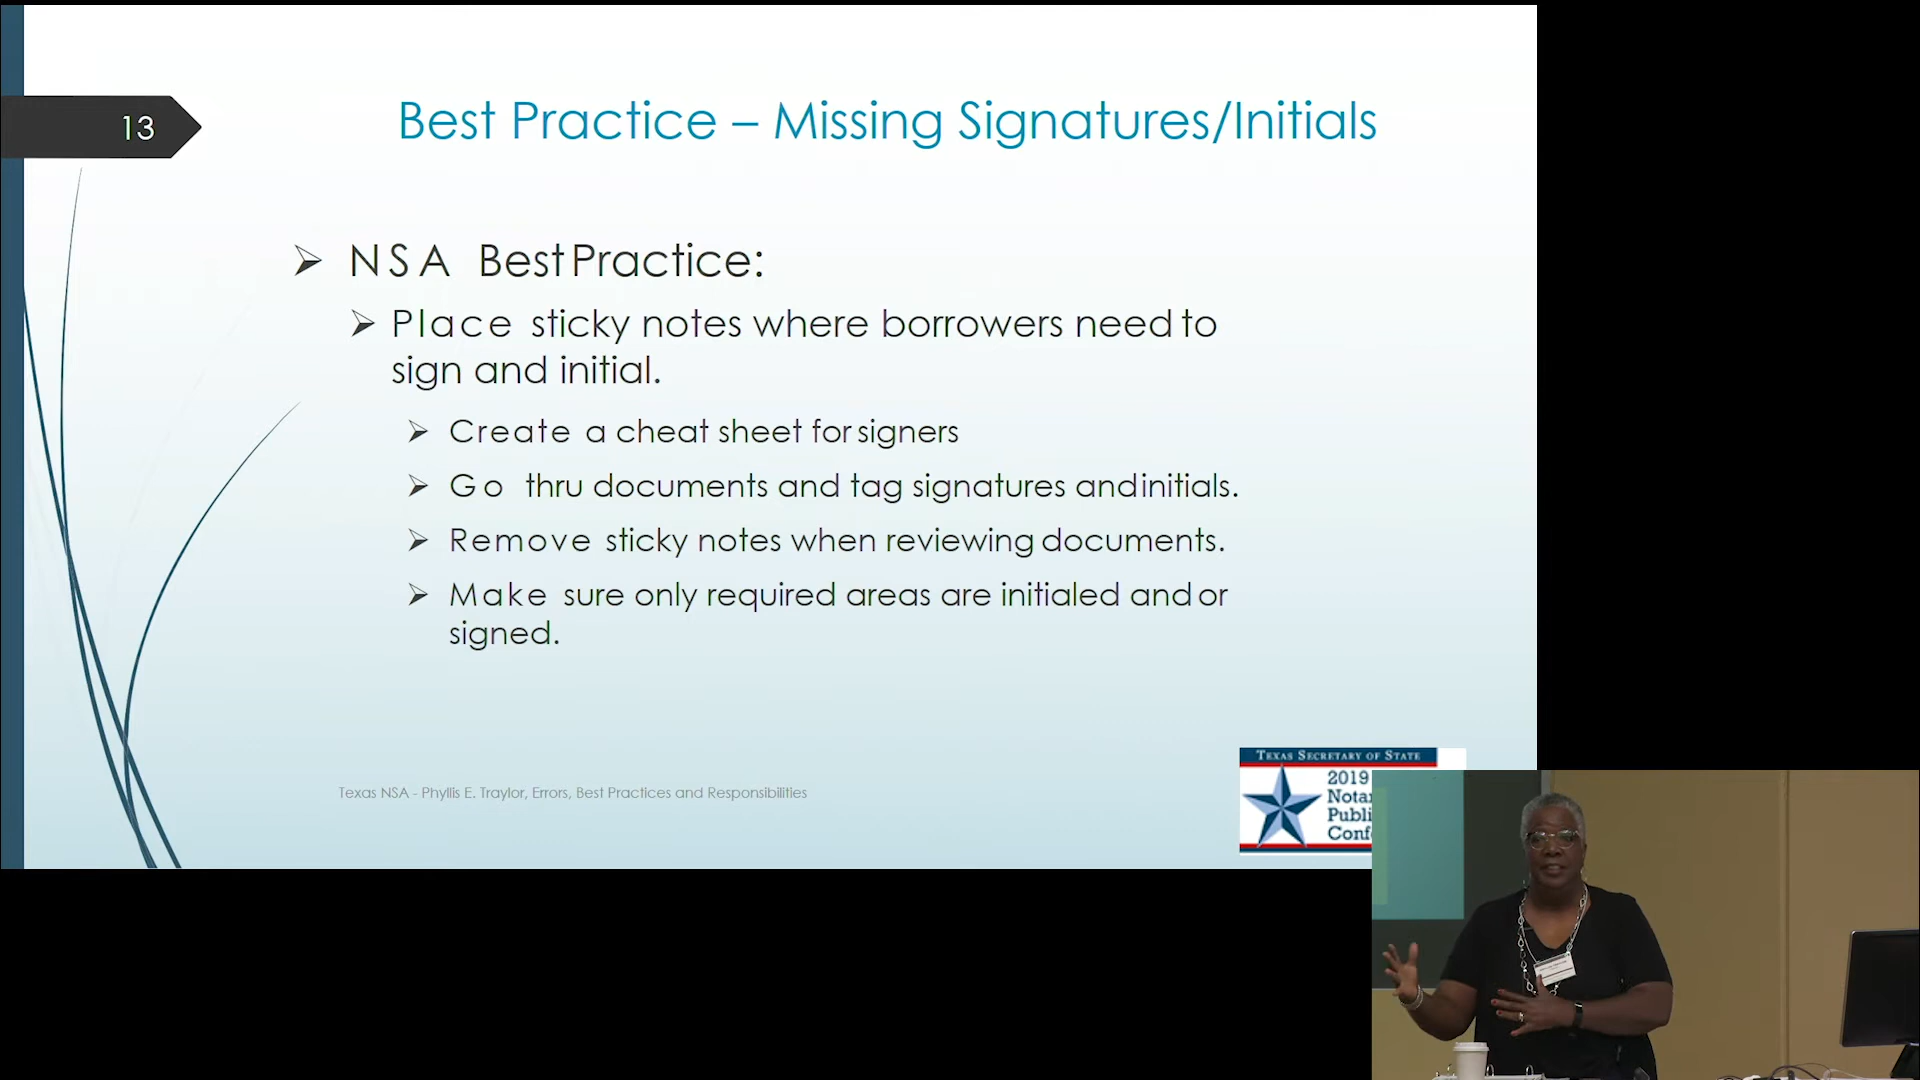 13
Best Practice – Missing Signatures/Initials
NSA Best Practice:
Place sticky notes where borrowers need to
sign and initial.
Create a cheat sheet for signers
Go thru documents and tag signatures and initials.
Remove sticky notes when reviewing documents.
Make sure only required areas are initialed and or
signed.
Texas NSA - Phyllis E. Traylor, Errors, Best Practices and Responsibilities
TEXAS SECRETARY OF STATE
2019
Nota
Publi
Conf